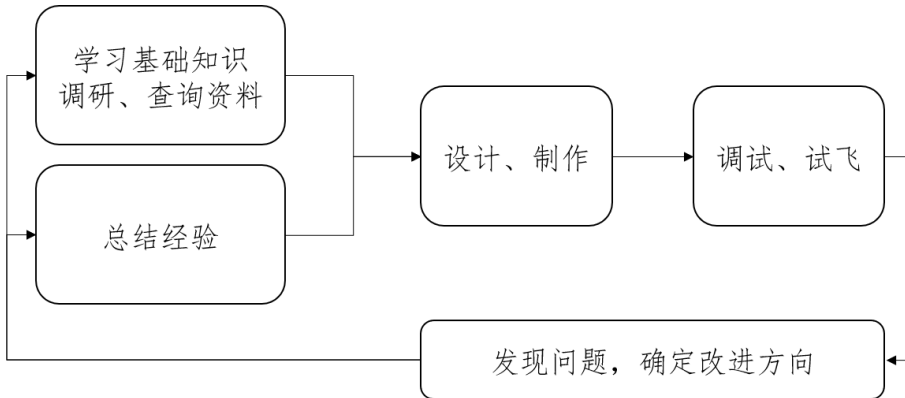 学习基础知识
调研、查询资料
总结经验
设计、制作
调试、试飞
发现问题，确定改进方向